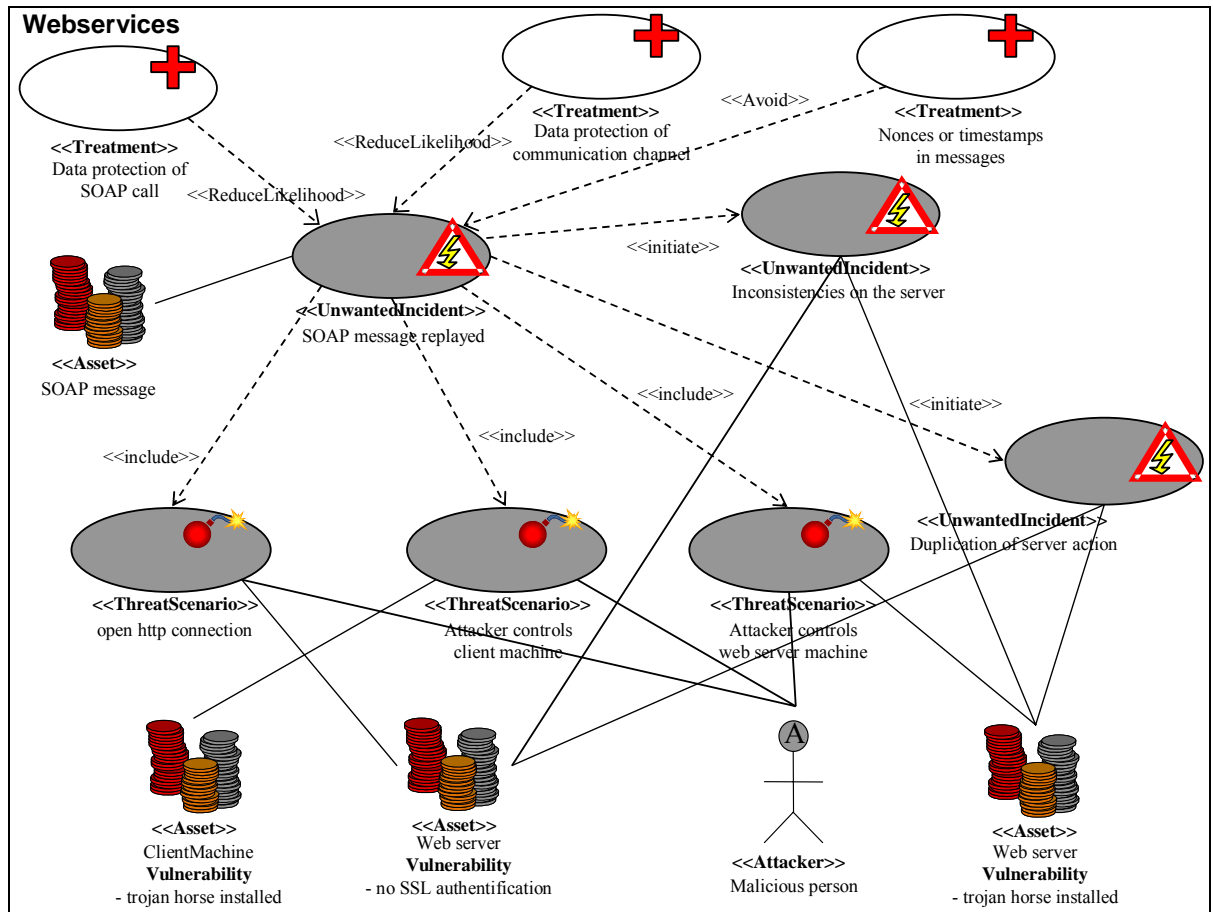 Webservices
<<Treatment>>
Data protection of
SOAP call
<<Treatment>>
Data protection of
communication channel
<<Treatment>>
Nonces or timestamps
in messages
<<ReduceLikelihood>>
<<ReduceLikelihood>>
<<Avoid>>
<<initiate>>
<<UnwantedIncident>>
Inconsistencies on the server
<<UnwantedIncident>>
SOAP message replayed
<<Asset>>
SOAP message
<<include>>
<<include>>
<<include>>
<<initiate>>
<<UnwantedIncident>>
Duplication of server action
<<ThreatScenario>>
open http connection
<<ThreatScenario>>
Attacker controls
client machine
<<ThreatScenario>>
Attacker controls
web server machine
<<Asset>>
ClientMachine
Vulnerability
- trojan horse installed
<<Asset>>
Web server
Vulnerability
- no SSL authentification
A
<<Attacker>>
Malicious person
<<Asset>>
Web server
Vulnerability
- trojan horse installed